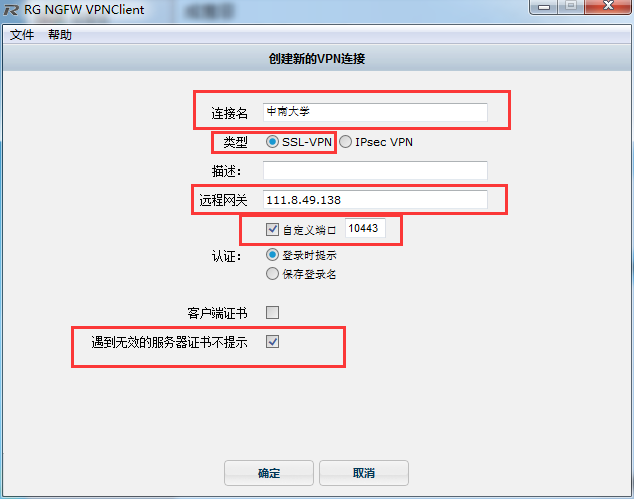 RG NGFW VPNClient
文件 帮助
创建新的VPN连接
连接名 中南大学
类型 SSL-VPN IPsec VPN
描述:
远程网关 111.8.49.138
自定义端口 10443
认证: 登录时提示
保存登录名
客户端证书
遇到无效的服务器证书不提示
确定 取消